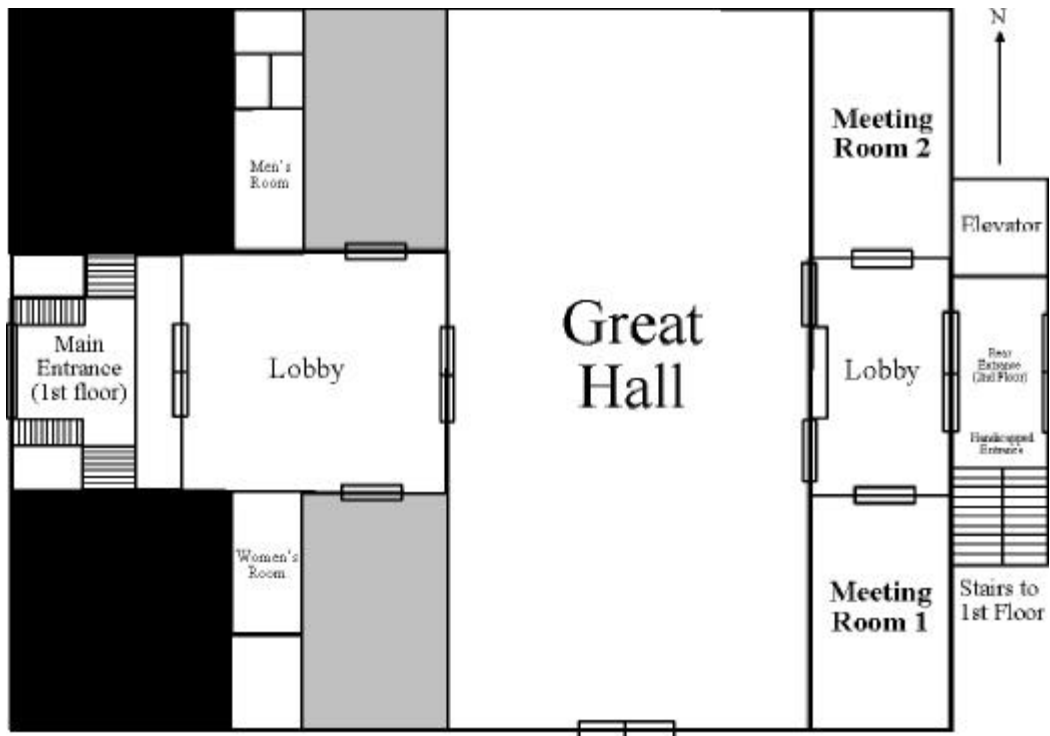 N
Meeting
Room 2
Men's
Room
Elevator
Main
Entrance
(1st floor)
Lobby
Great
Hall
Lobby
Rear
Entrance
(2nd Floor)
Handicapped
Entrance
Women's
Room
Meeting
Room 1
Stairs to
1st Floor